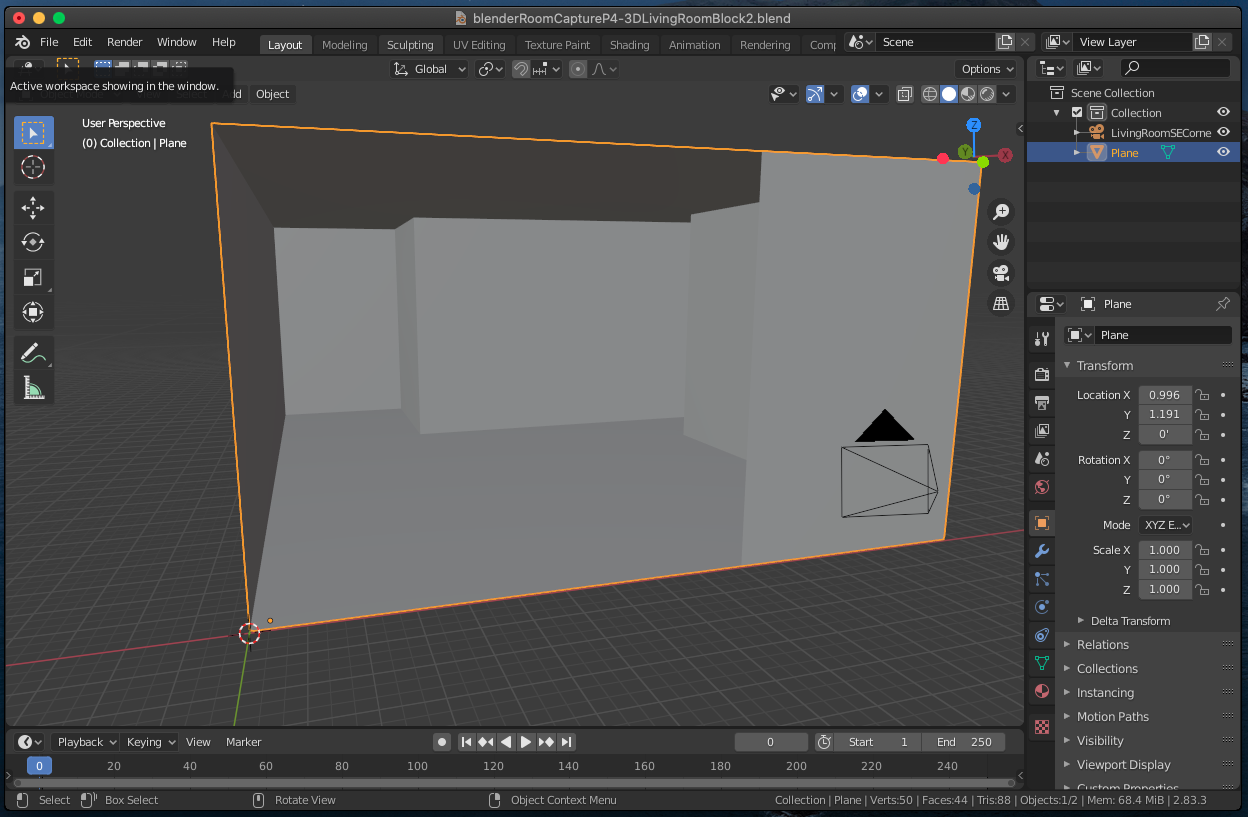 blenderRoomCaptureP4-3DLivingRoomBlock2.blend
File Edit Render Window Help Layout Modeling Sculpting UV Editing Texture Paint Shading Animation Rendering Comp Scene View Layer
Global Options
Active workspace showing in the window.
dd Object
User Perspective
(0) Collection | Plane
Z
Y
X
Scene Collection
Collection
LivingRoomSECorne
Plane
Plane
Plane
Transform
Location X 0.996
Y 1.191
Z 0'
Rotation X 0°
Y 0°
Z 0°
Mode XYZ E...
Scale X 1.000
Y 1.000
Z 1.000
Delta Transform
Relations
Collections
Instancing
Motion Paths
Visibility
Viewport Display
Custom Properties
Playback Keying View Marker 0 Start 1 End 250
0 20 40 60 80 100 120 140 160 180 200 220 240
Select Box Select Rotate View Object Context Menu Collection | Plane | Verts:50 | Faces:44 | Tris:88 | Objects:1/2 | Mem: 68.4 MiB | 2.83.3